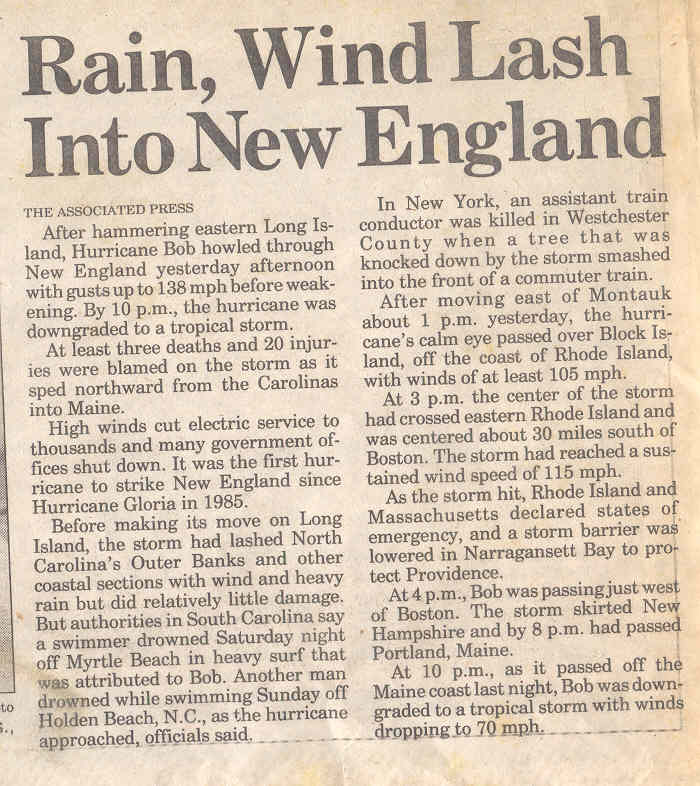 Rain, Wind Lash
Into New England
THE ASSOCIATED PRESS
After hammering eastern Long Is-
land, Hurricane Bob howled through
New England yesterday afternoon
with gusts up to 138 mph before weak-
ening. By 10 p.m., the hurricane was
downgraded to a tropical storm.
At least three deaths and 20 injur-
ies were blamed on the storm as it
sped northward from the Carolinas
into Maine.
High winds cut electric service to
thousands and many government of-
fices shut down. It was the first hur-
ricane to strike New England since
Hurricane Gloria in 1985.
Before making its move on Long
Island, the storm had lashed North
Carolina's Outer Banks and other
coastal sections with wind and heavy
rain but did relatively little damage.
But authorities in South Carolina say
a swimmer drowned Saturday night
off Myrtle Beach in heavy surf that
was attributed to Bob. Another man
drowned while swimming Sunday off
Holden Beach, N.C., as the hurricane
approached, officials said.
In New York, an assistant train
conductor was killed in Westchester
County when a tree that was
knocked down by the storm smashed
into the front of a commuter train.
After moving east of Montauk
about 1 p.m. yesterday, the hurri-
cane's calm eye passed over Block Is-
land, off the coast of Rhode Island,
with winds of at least 105 mph.
At 3 p.m. the center of the storm
had crossed eastern Rhode Island and
was centered about 30 miles south of
Boston. The storm had reached a sus-
tained wind speed of 115 mph.
As the storm hit, Rhode Island and
Massachusetts declared states of
emergency, and a storm barrier was
lowered in Narragansett Bay to pro-
tect Providence.
At 4 p.m., Bob was passing just west
of Boston. The storm skirted New
Hampshire and by 8 p.m. had passed
Portland, Maine.
At 10 p.m., as it passed off the
Maine coast last night, Bob was down-
graded to a tropical storm with winds
dropping to 70 mph.